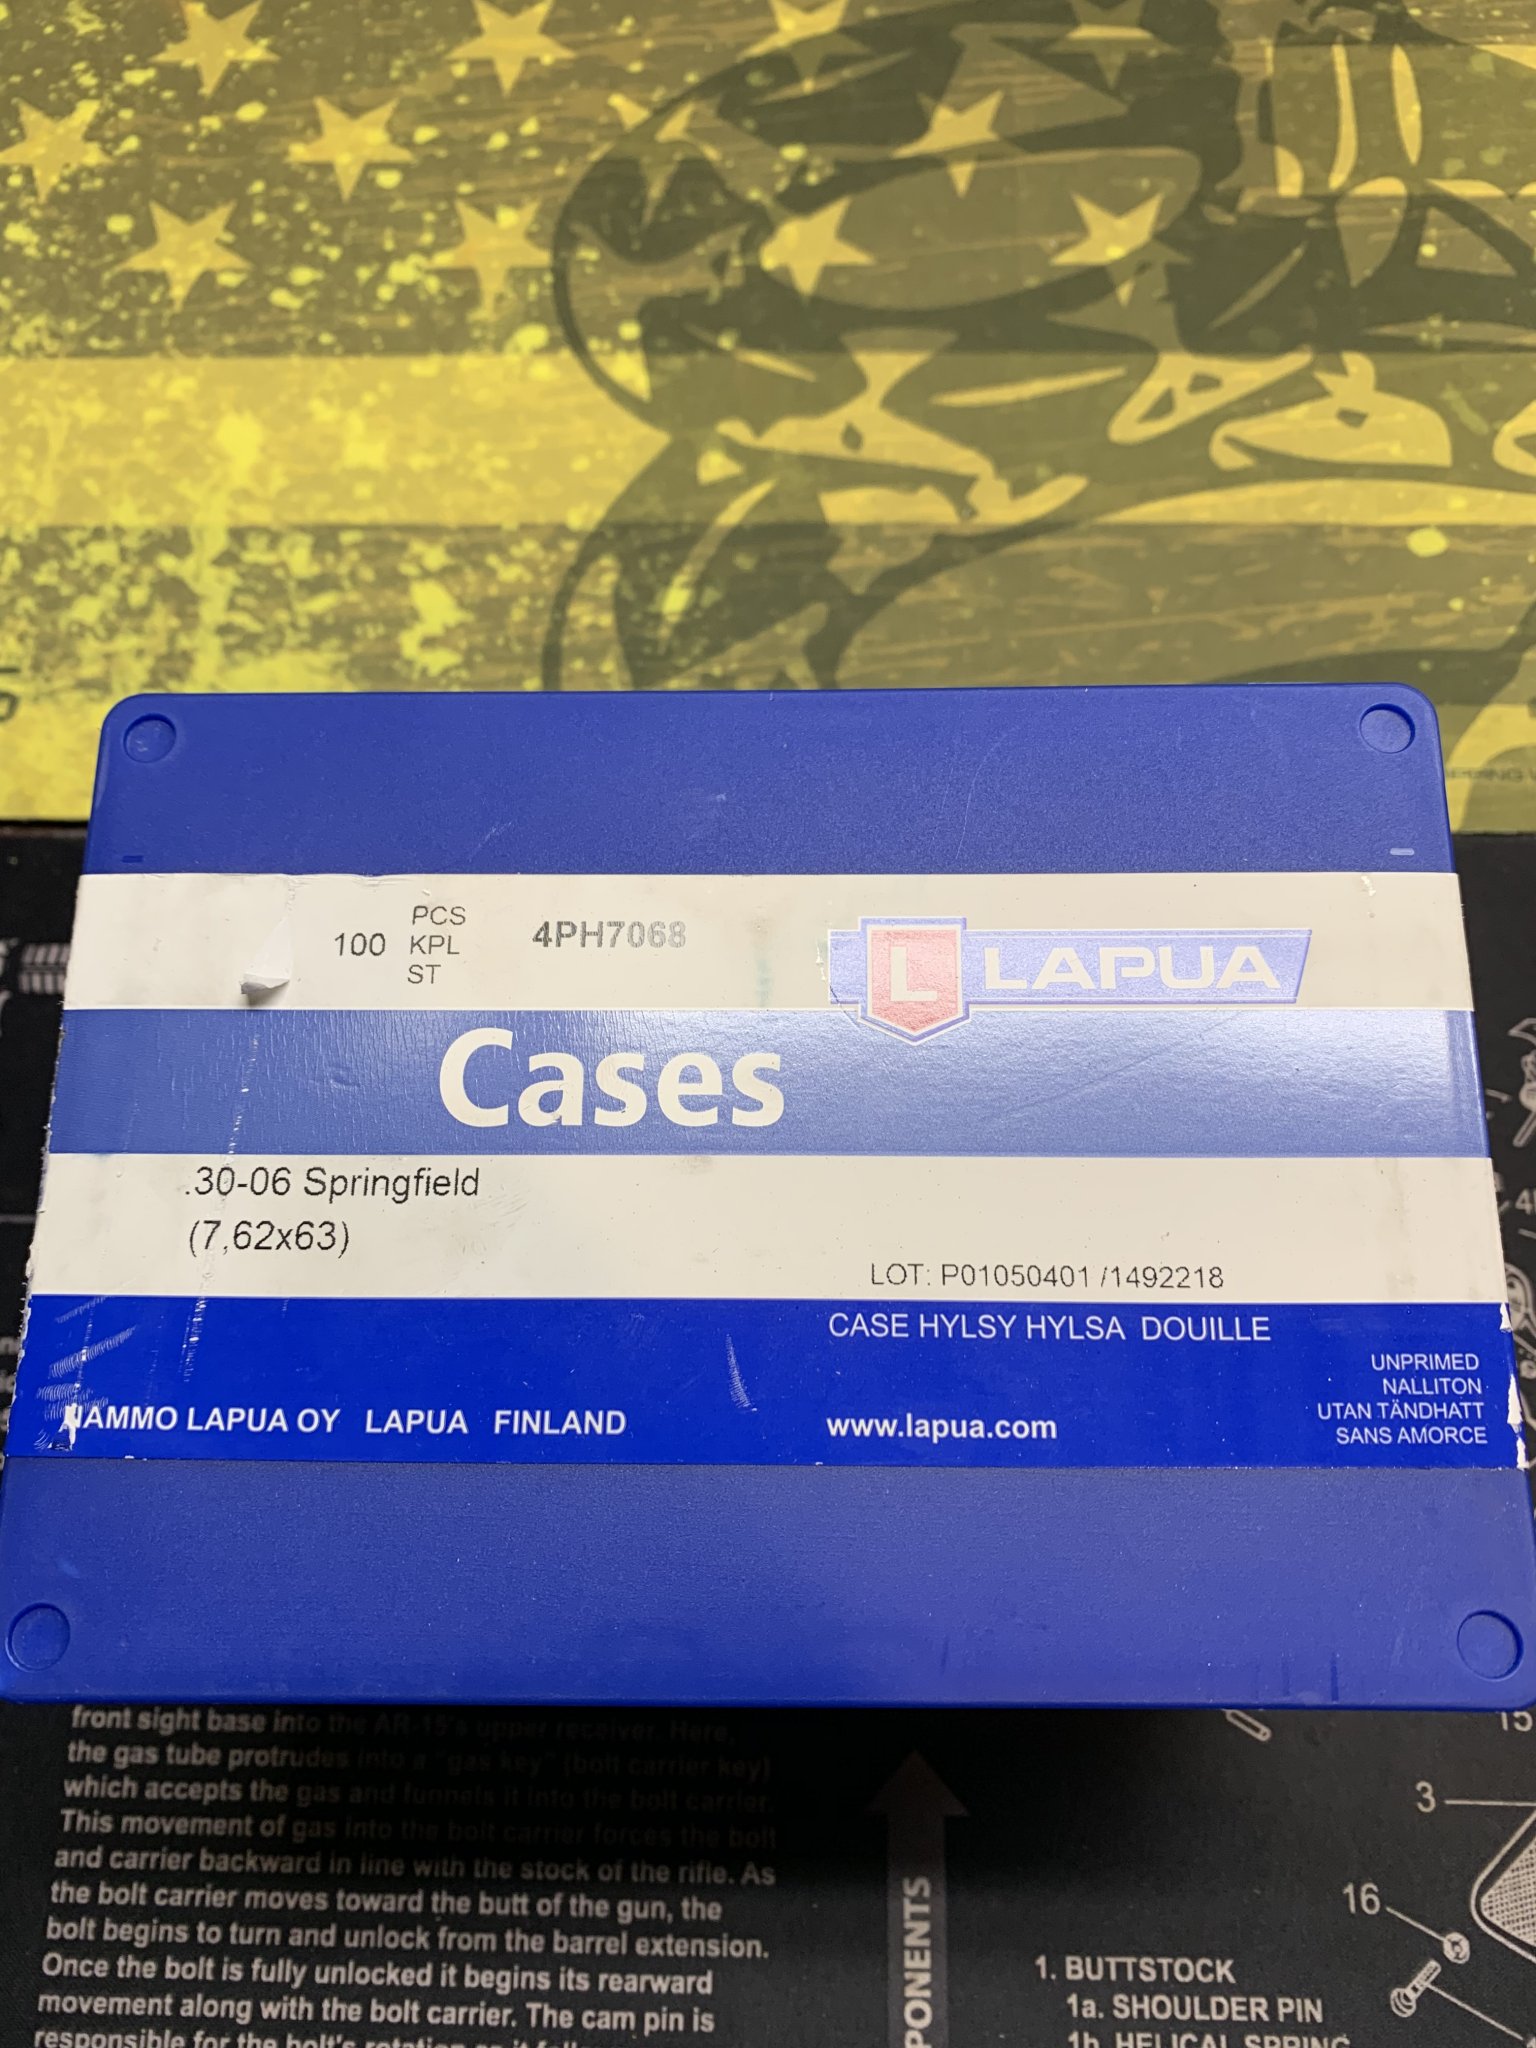 100 PCS
KPL
ST
4PH7068
L LAPUA
Cases
.30-06 Springfield
(7,62x63)
LOT: P01050401 /1492218
CASE HYLSY HYLSA DOUILLE
UNPRIMED
NALLITON
UTAN TÄNDHATT
SANS AMORCE
NAMMO LAPUA OY LAPUA FINLAND
www.lapua.com
front sight base into the AR-15's upper receiver. Here,
the gas tube protrudes into a "gas key" (bolt carrier key)
which accepts the gas and funnels it into the bolt carrier.
This movement of gas into the bolt carrier forces the bolt
and carrier backward in line with the stock of the rifle. As
the bolt carrier moves toward the butt of the gun, the
bolt begins to turn and unlock from the barrel extension.
Once the bolt is fully unlocked it begins its rearward
movement along with the bolt carrier. The cam pin is
responsible for the bolt's
PONENTS
15
3
16
1. BUTTSTOCK
1a. SHOULDER PIN
1b. HELICAL SPRING